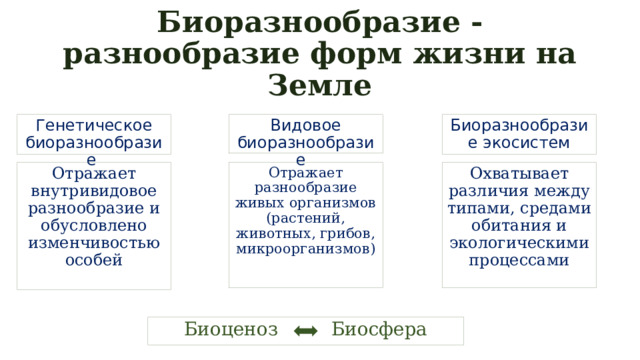 Биоразнообразие -
разнообразие форм жизни на
Земле
Генетическое
биоразнообрази
е
Видовое
биоразнообрази
е
Биоразнообрази
е экосистем
Отражает
внутривидовое
разнообразие и
обусловлено
изменчивостью
особей
Отражает
разнообразие
живых организмов
(растений,
животных, грибов,
микроорганизмов)
Охватывает
различия между
типами, средами
обитания и
экологическими
процессами
Биоценоз Биосфера